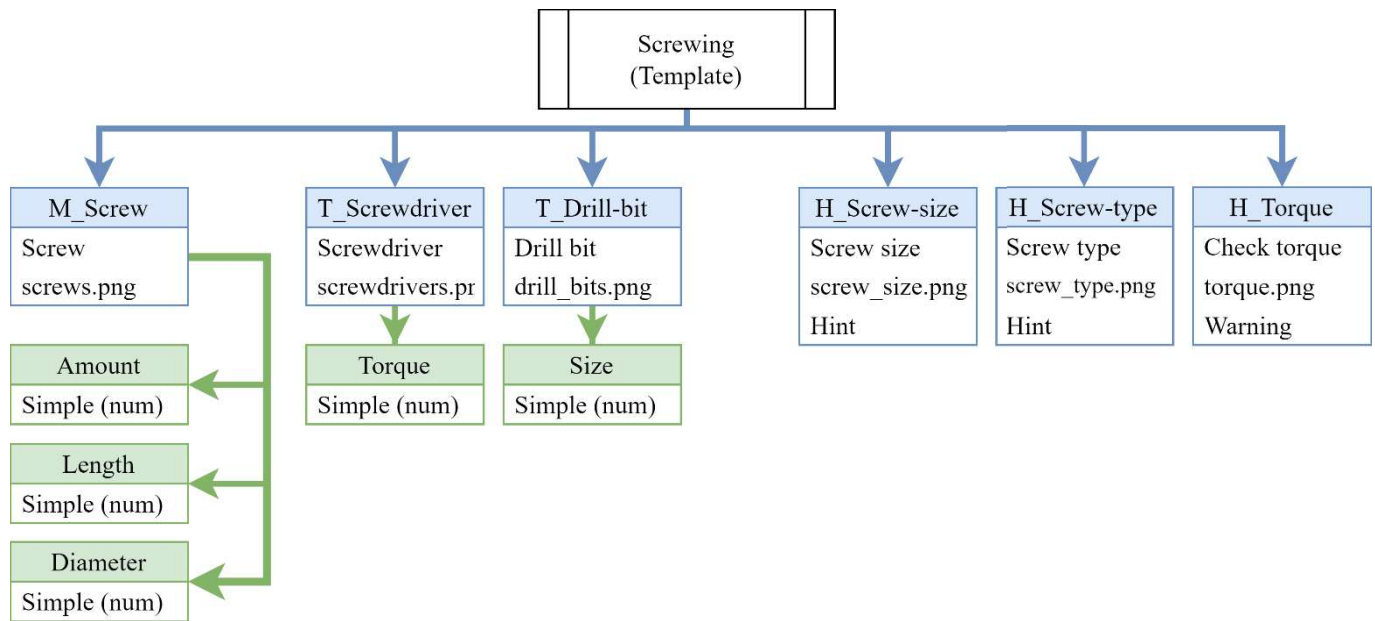 Screwing
(Template)
M_Screw
Screw
screws.png
T_Screwdriver
Screwdriver
screwdrivers.pr
T_Drill-bit
Drill bit
drill_bits.png
H_Screw-size
Screw size
screw_size.png
Hint
H_Screw-type
Screw type
screw_type.png
Hint
H_Torque
Check torque
torque.png
Warning
Amount
Simple (num)
Length
Simple (num)
Diameter
Simple (num)
Torque
Simple (num)
Size
Simple (num)